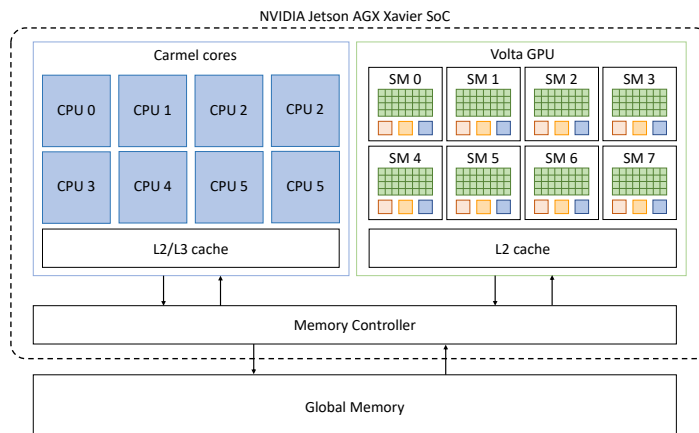 NVIDIA Jetson AGX Xavier SoC
Carmel cores
CPU 0
CPU 1
CPU 2
CPU 2
CPU 3
CPU 4
CPU 5
CPU 5
L2/L3 cache
Volta GPU
SM 0
SM 1
SM 2
SM 3
SM 4
SM 5
SM 6
SM 7
L2 cache
Memory Controller
Global Memory